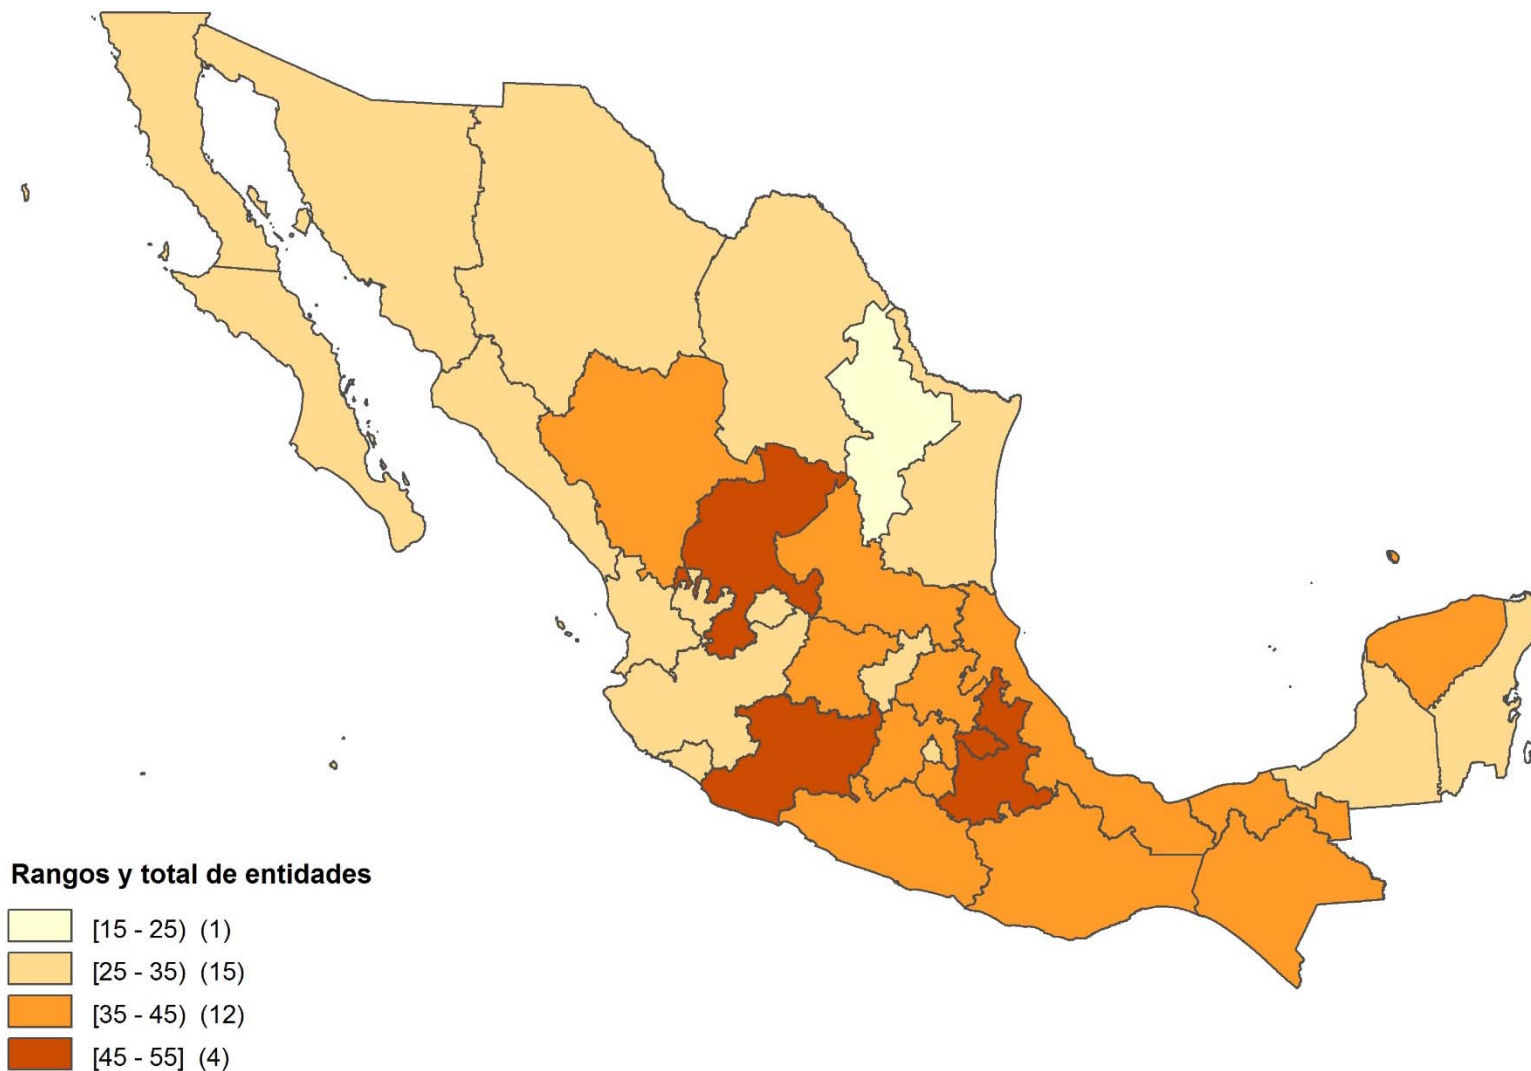 Rangos y total de entidades
[15 - 25) (1)
[25 - 35) (15)
[35 - 45) (12)
[45 - 55] (4)